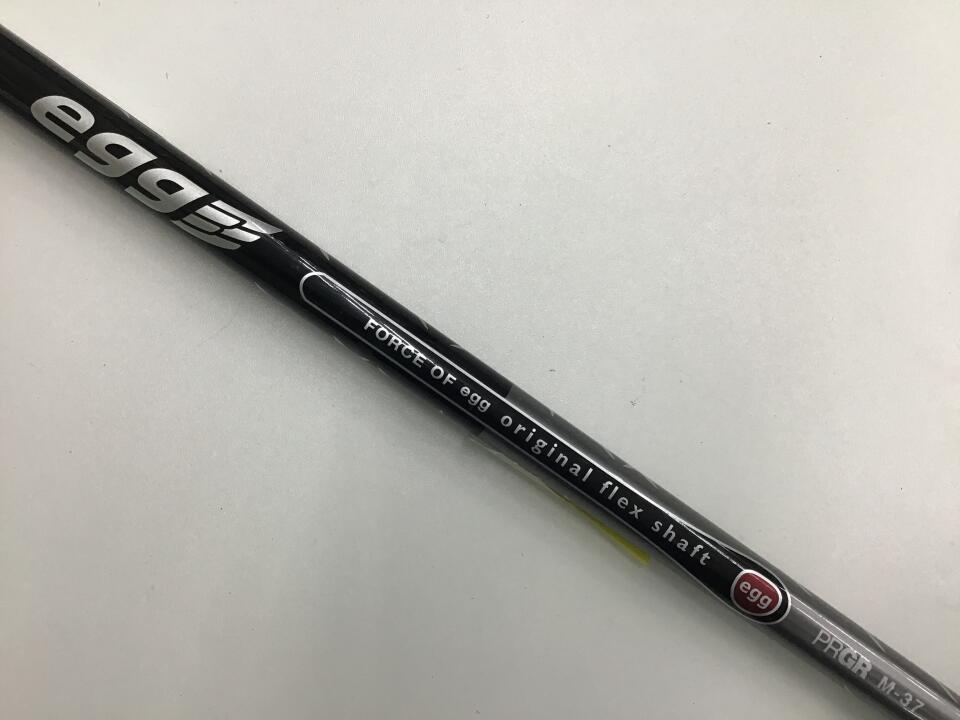 egg
FORCE OF egg original flex shaft
egg
PRGR M-37